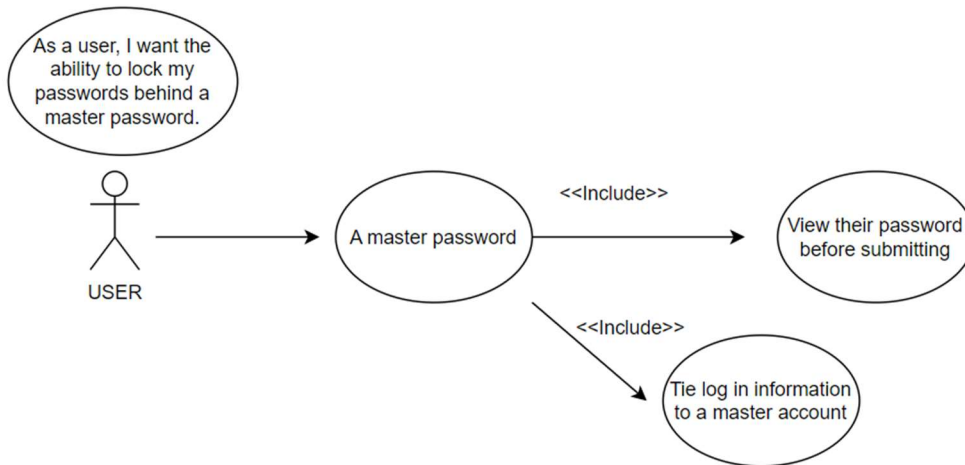 As a user, I want the
ability to lock my
passwords behind a
master password.
USER
A master password
<<Include>>
View their password
before submitting
<<Include>>
Tie log in information
to a master account